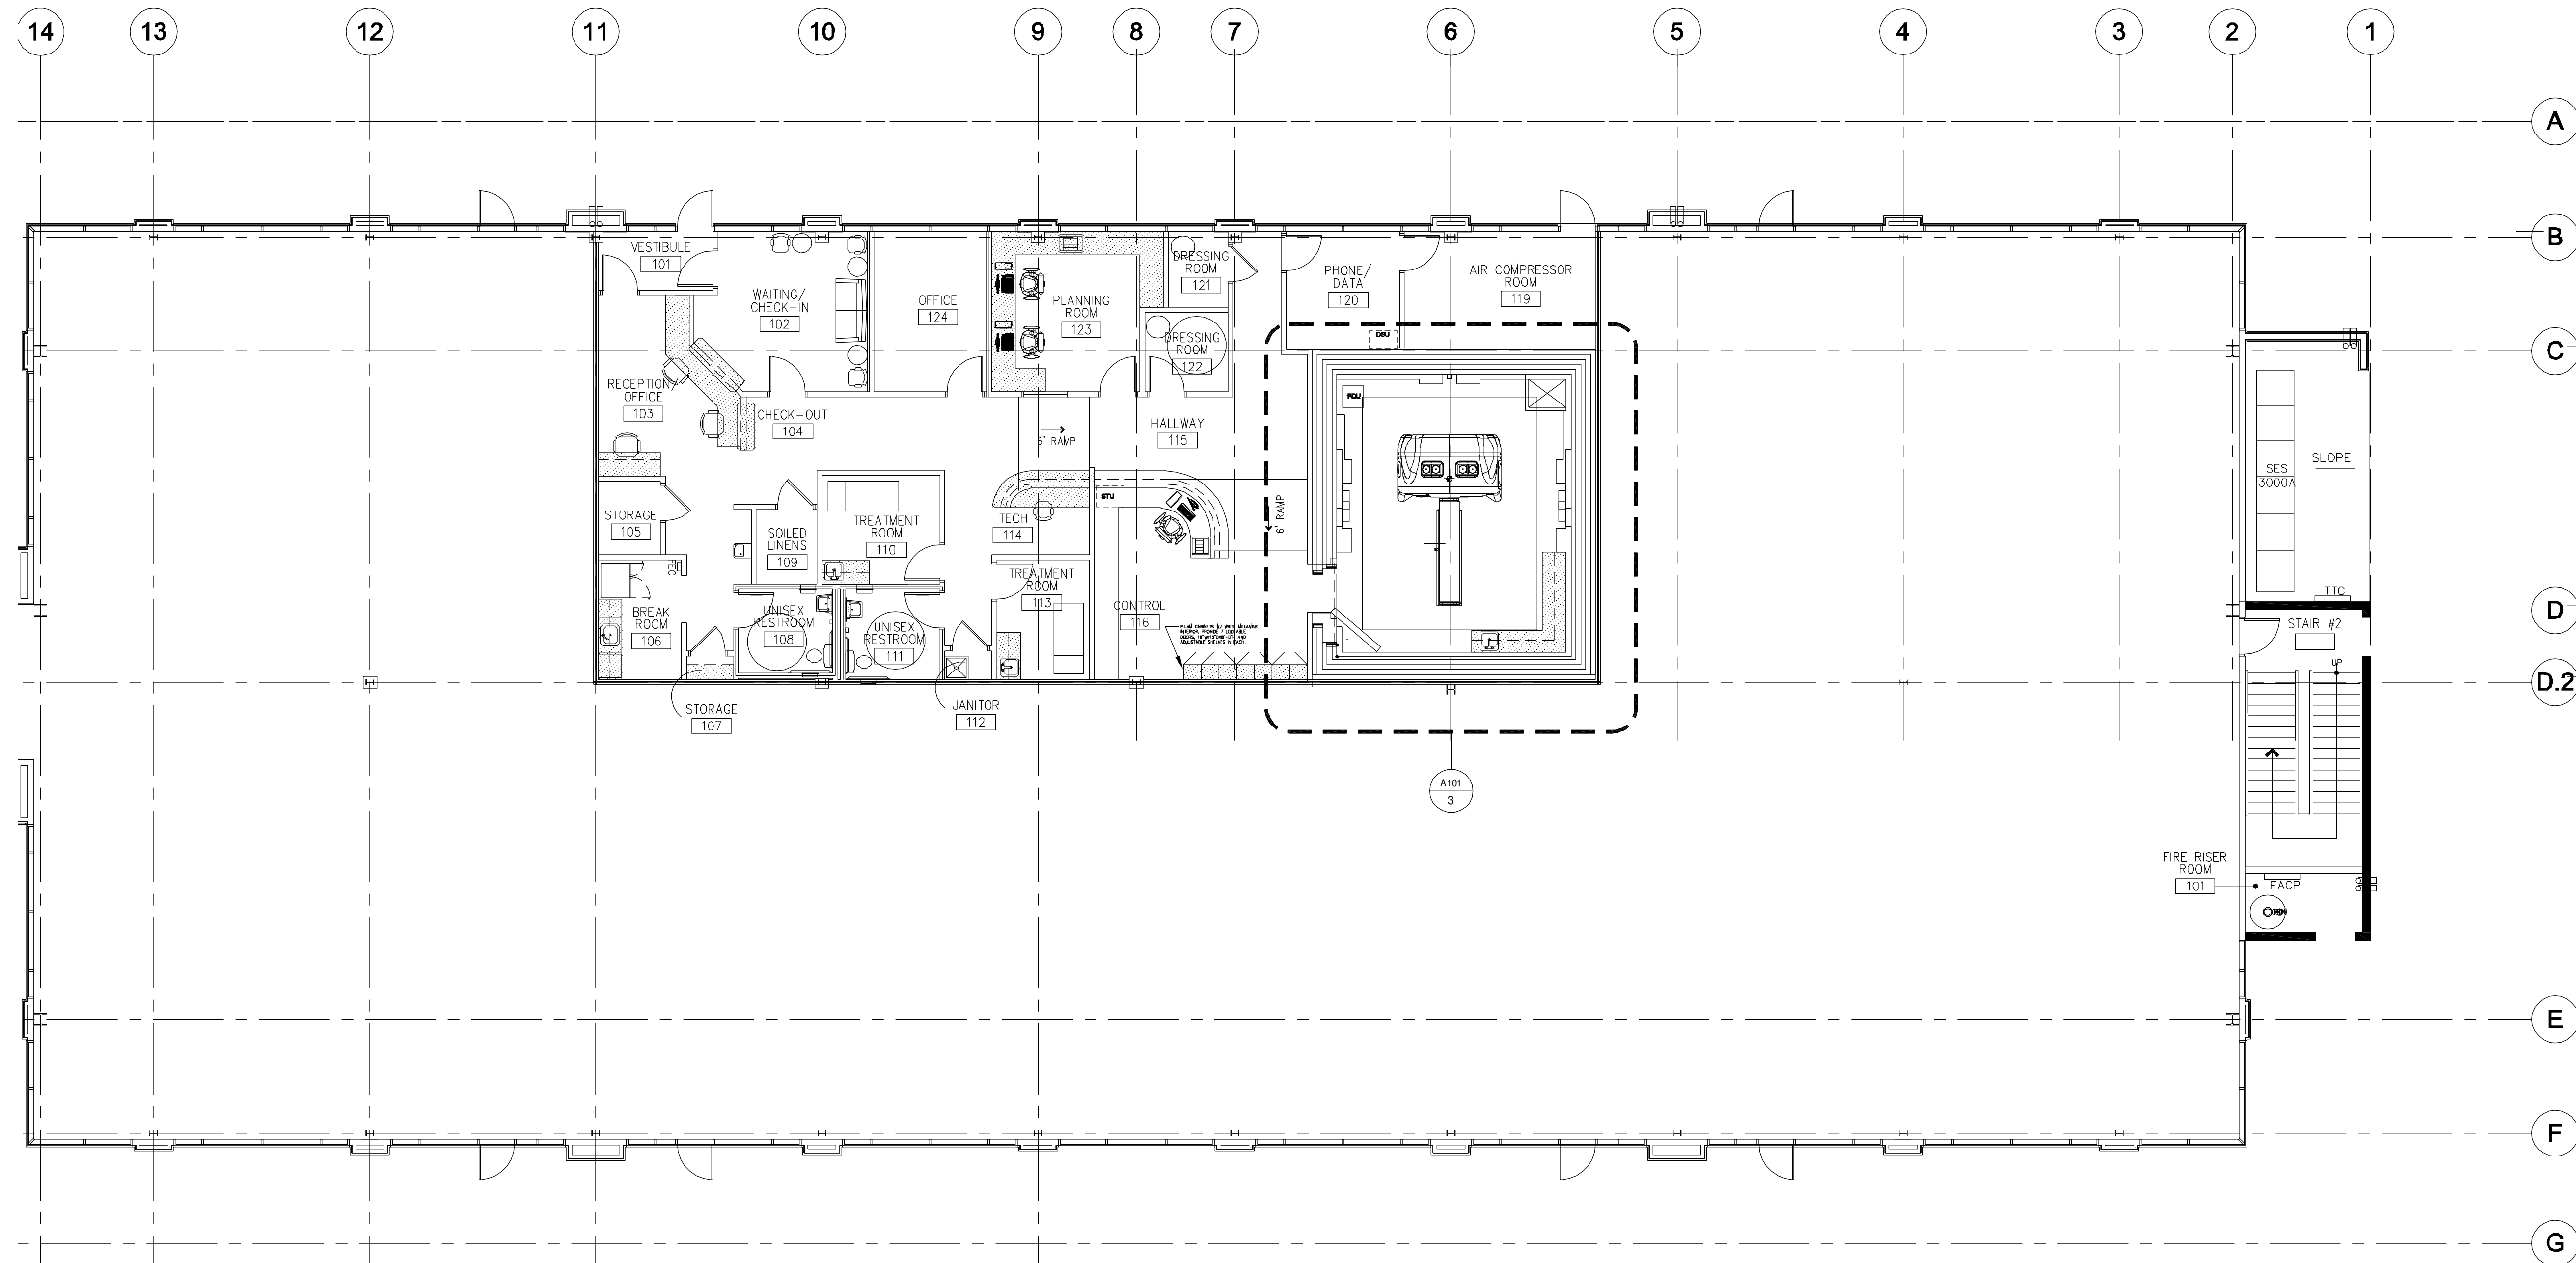 14 13 12 11 10 9 8 7 6 5 4 3 2 1
A
B
VESTIBULE
101
WAITING/
CHECK-IN
102
OFFICE
124
PLANNING
ROOM
123
DRESSING
ROOM
121
DRESSING
ROOM
122
PHONE/
DATA
120
AIR COMPRESSOR
ROOM
119
C
RECEPTION/
OFFICE
103
CHECK-OUT
104
6' RAMP
HALLWAY
115
PDU
SES
3000A
SLOPE
STORAGE
105
SOILED
LINENS
109
TREATMENT
ROOM
110
TECH
114
6' RAMP
FEC
TREATMENT
ROOM
113
TTC
D
BREAK
ROOM
106
UNISEX
RESTROOM
108
UNISEX
RESTROOM
111
CONTROL
116
STAIR #2
UP
D.2
STORAGE
107
JANITOR
112
A101
3
FIRE RISER
ROOM
101
FACP
E
F
G